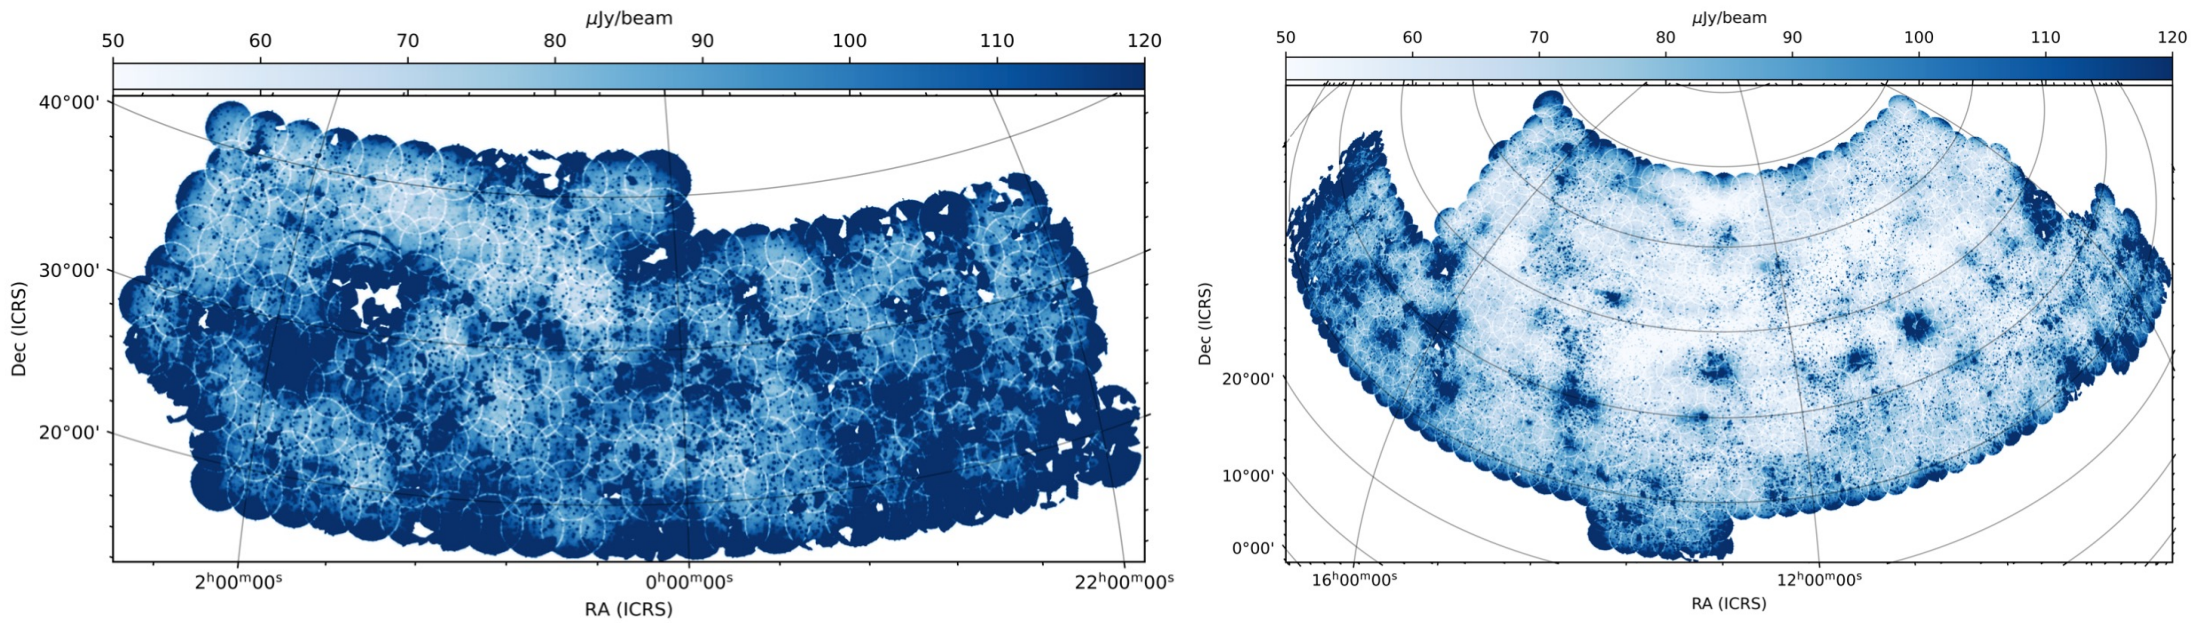 μJy/beam
50 60 70 80 90 100 110 120
40°00'
30°00'
20°00'
Dec (ICRS)
2h00m00s 0h00m00s 22h00m00s
RA (ICRS)
μJy/beam
50 60 70 80 90 100 110 120
20°00'
10°00'
0°00'
Dec (ICRS)
16h00m00s 12h00m00s
RA (ICRS)